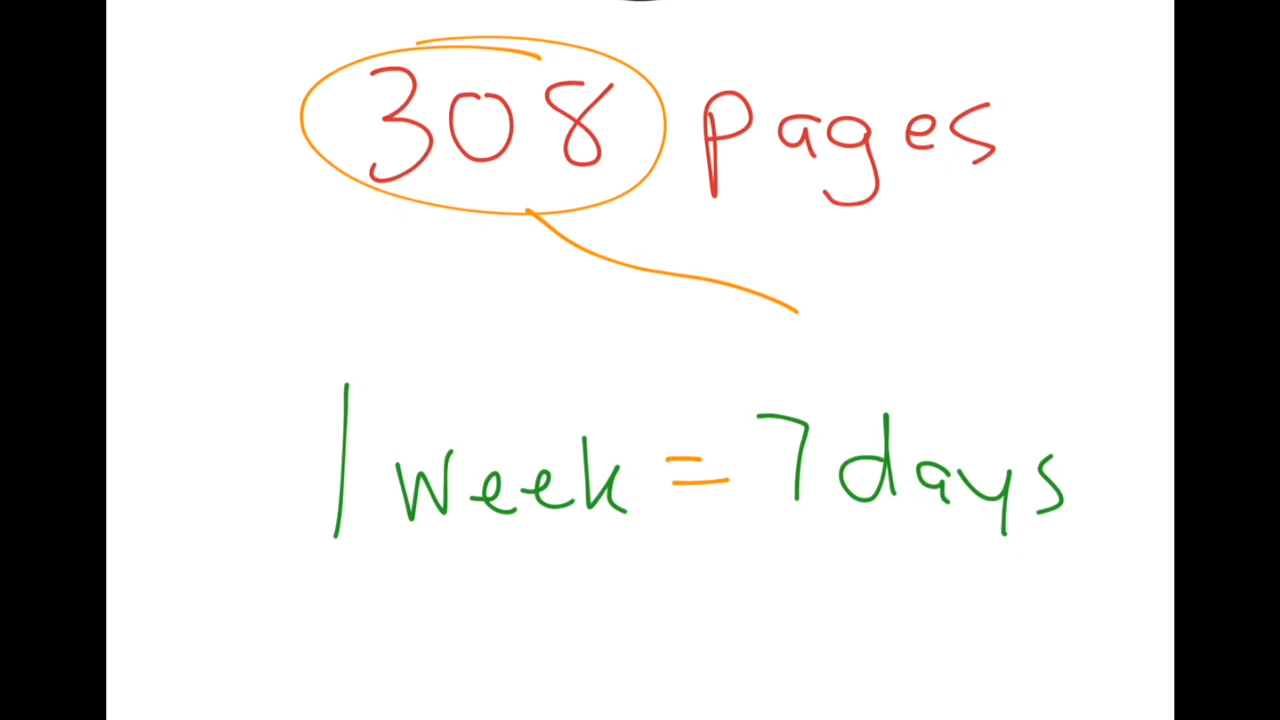 308 pages
1 week = 7 days